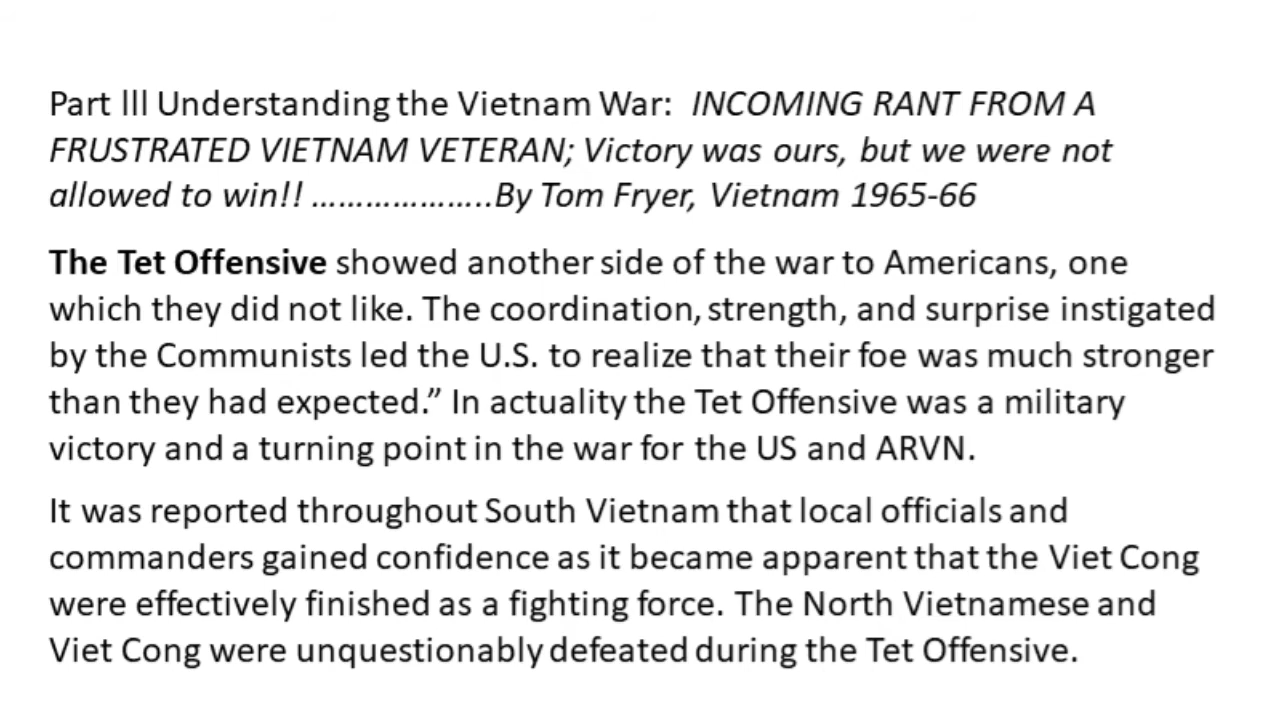 Part lll Understanding the Vietnam War: INCOMING RANT FROM A
FRUSTRATED VIETNAM VETERAN; Victory was ours, but we were not
allowed to win!! ………………..By Tom Fryer, Vietnam 1965-66
The Tet Offensive showed another side of the war to Americans, one
which they did not like. The coordination, strength, and surprise instigated
by the Communists led the U.S. to realize that their foe was much stronger
than they had expected.” In actuality the Tet Offensive was a military
victory and a turning point in the war for the US and ARVN.
It was reported throughout South Vietnam that local officials and
commanders gained confidence as it became apparent that the Viet Cong
were effectively finished as a fighting force. The North Vietnamese and
Viet Cong were unquestionably defeated during the Tet Offensive.